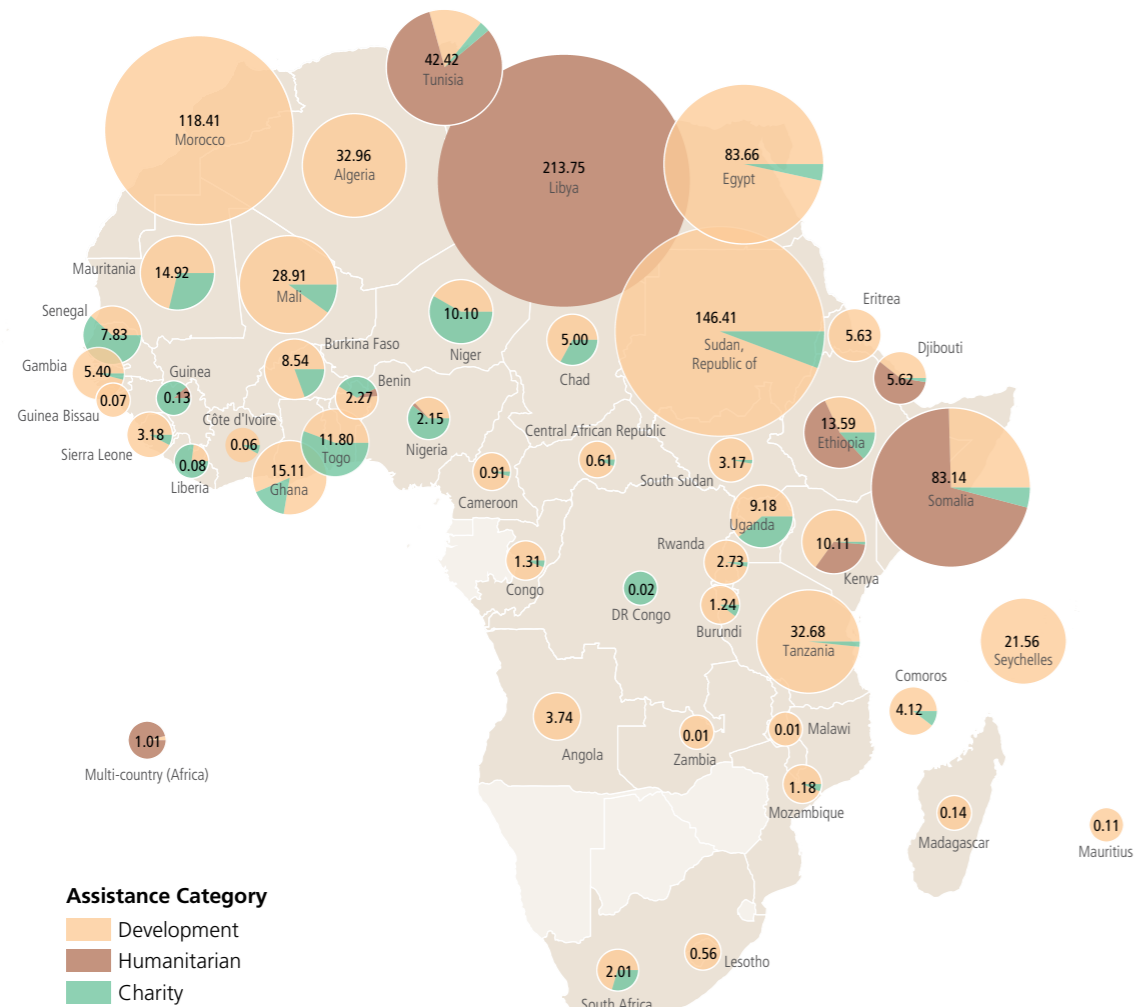 42.42
Tunisia
118.41
Morocco
32.96
Algeria
213.75
Libya
83.66
Egypt
Mauritania
14.92
28.91
Mali
10.10
Niger
146.41
Sudan,
Republic of
Eritrea
5.63
Senegal
7.83
Burkina Faso
8.54
5.00
Chad
Djibouti
5.62
Gambia
5.40
Guinea
0.13
Benin
2.27
Guinea Bissau
0.07
Côte d'Ivoire
0.06
2.15
Nigeria
13.59
Ethiopia
3.18
Sierra Leone
11.80
Togo
Central African Republic
0.61
0.08
Liberia
15.11
Ghana
0.91
Cameroon
3.17
South Sudan
83.14
Somalia
9.18
Uganda
10.11
Kenya
1.31
Congo
Rwanda
2.73
0.02
DR Congo
1.24
Burundi
32.68
Tanzania
21.56
Seychelles
Comoros
4.12
3.74
Angola
0.01
Zambia
0.01
Malawi
1.01
Multi-country (Africa)
1.18
Mozambique
0.14
Madagascar
0.11
Mauritius
Assistance Category
Development
Humanitarian
Charity
0.56
Lesotho
2.01
South Africa